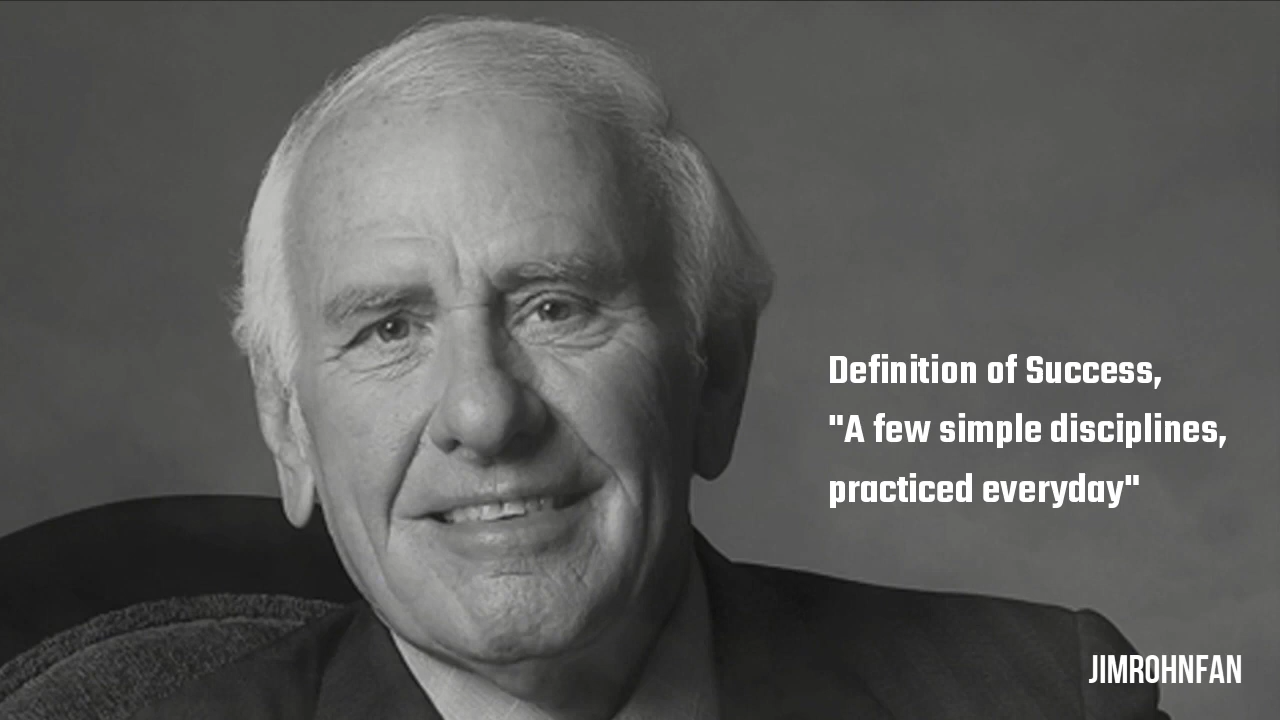 Definition of Success,
"A few simple disciplines,
practiced everyday"
JIMROHNFAN